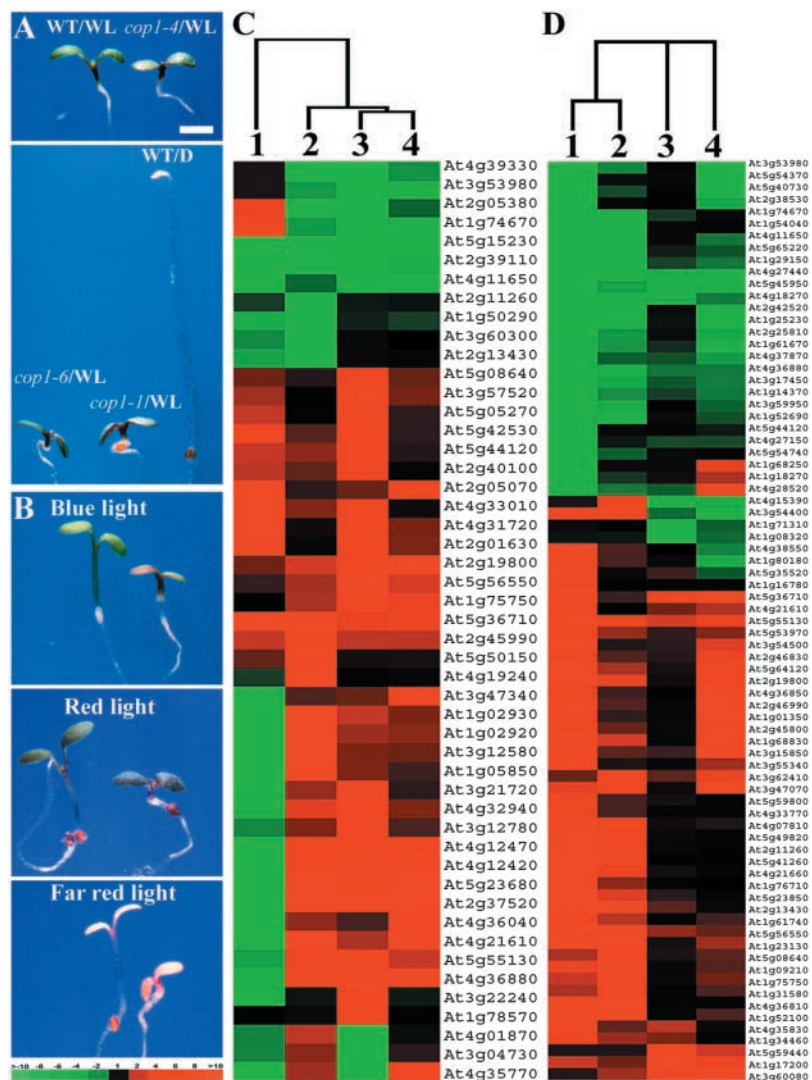 A
WT/WL cop1-4/WL
WT/D
cop1-6/WL
cop1-1/WL
B Blue light
Red light
Far red light
>-10 -8 -6 -4 -2 1 2 4 6 8 >10
C
1 2 3 4
At4g39330
At3g53980
At2g05380
At1g74670
At5g15230
At2g39110
At4g11650
At2g11260
At1g50290
At3g60300
At2g13430
At5g08640
At3g57520
At5g05270
At5g42530
At5g44120
At2g40100
At2g05070
At4g33010
At4g31720
At2g01630
At2g19800
At5g56550
At1g75750
At5g36710
At2g45990
At5g50150
At4g19240
At3g47340
At1g02930
At1g02920
At3g12580
At1g05850
At3g21720
At4g32940
At3g12780
At4g12470
At4g12420
At5g23680
At2g37520
At4g36040
At4g21610
At5g55130
At4g36880
At3g22240
At1g78570
At4g01870
At3g04730
At4g35770
D
1 2 3 4
At3g53980
At5g54370
At5g40730
At2g38530
At1g74670
At1g54040
At4g11650
At5g65220
At1g29150
At4g27440
At5g45950
At4g18270
At2g42520
At1g25230
At2g25810
At1g61670
At4g37870
At4g36880
At3g17450
At1g14370
At3g59950
At1g52690
At5g44120
At4g27150
At5g54740
At1g68250
At1g18270
At4g28520
At4g15390
At3g54400
At1g71310
At1g08320
At4g38550
At1g80180
At5g35520
At1g16780
At5g36710
At4g21610
At5g55130
At5g53970
At3g54500
At2g46830
At5g64120
At2g19800
At4g36850
At2g46990
At1g01350
At2g45800
At1g68830
At3g15850
At3g55340
At3g62410
At3g47070
At5g59800
At4g33770
At4g07810
At5g49820
At2g11260
At5g41260
At4g21660
At1g76710
At5g23850
At2g13430
At1g61740
At5g56550
At1g23130
At5g08640
At1g09210
At1g75750
At1g31580
At4g36810
At1g52100
At4g35830
At1g34460
At5g59440
At1g17200
At3g60080